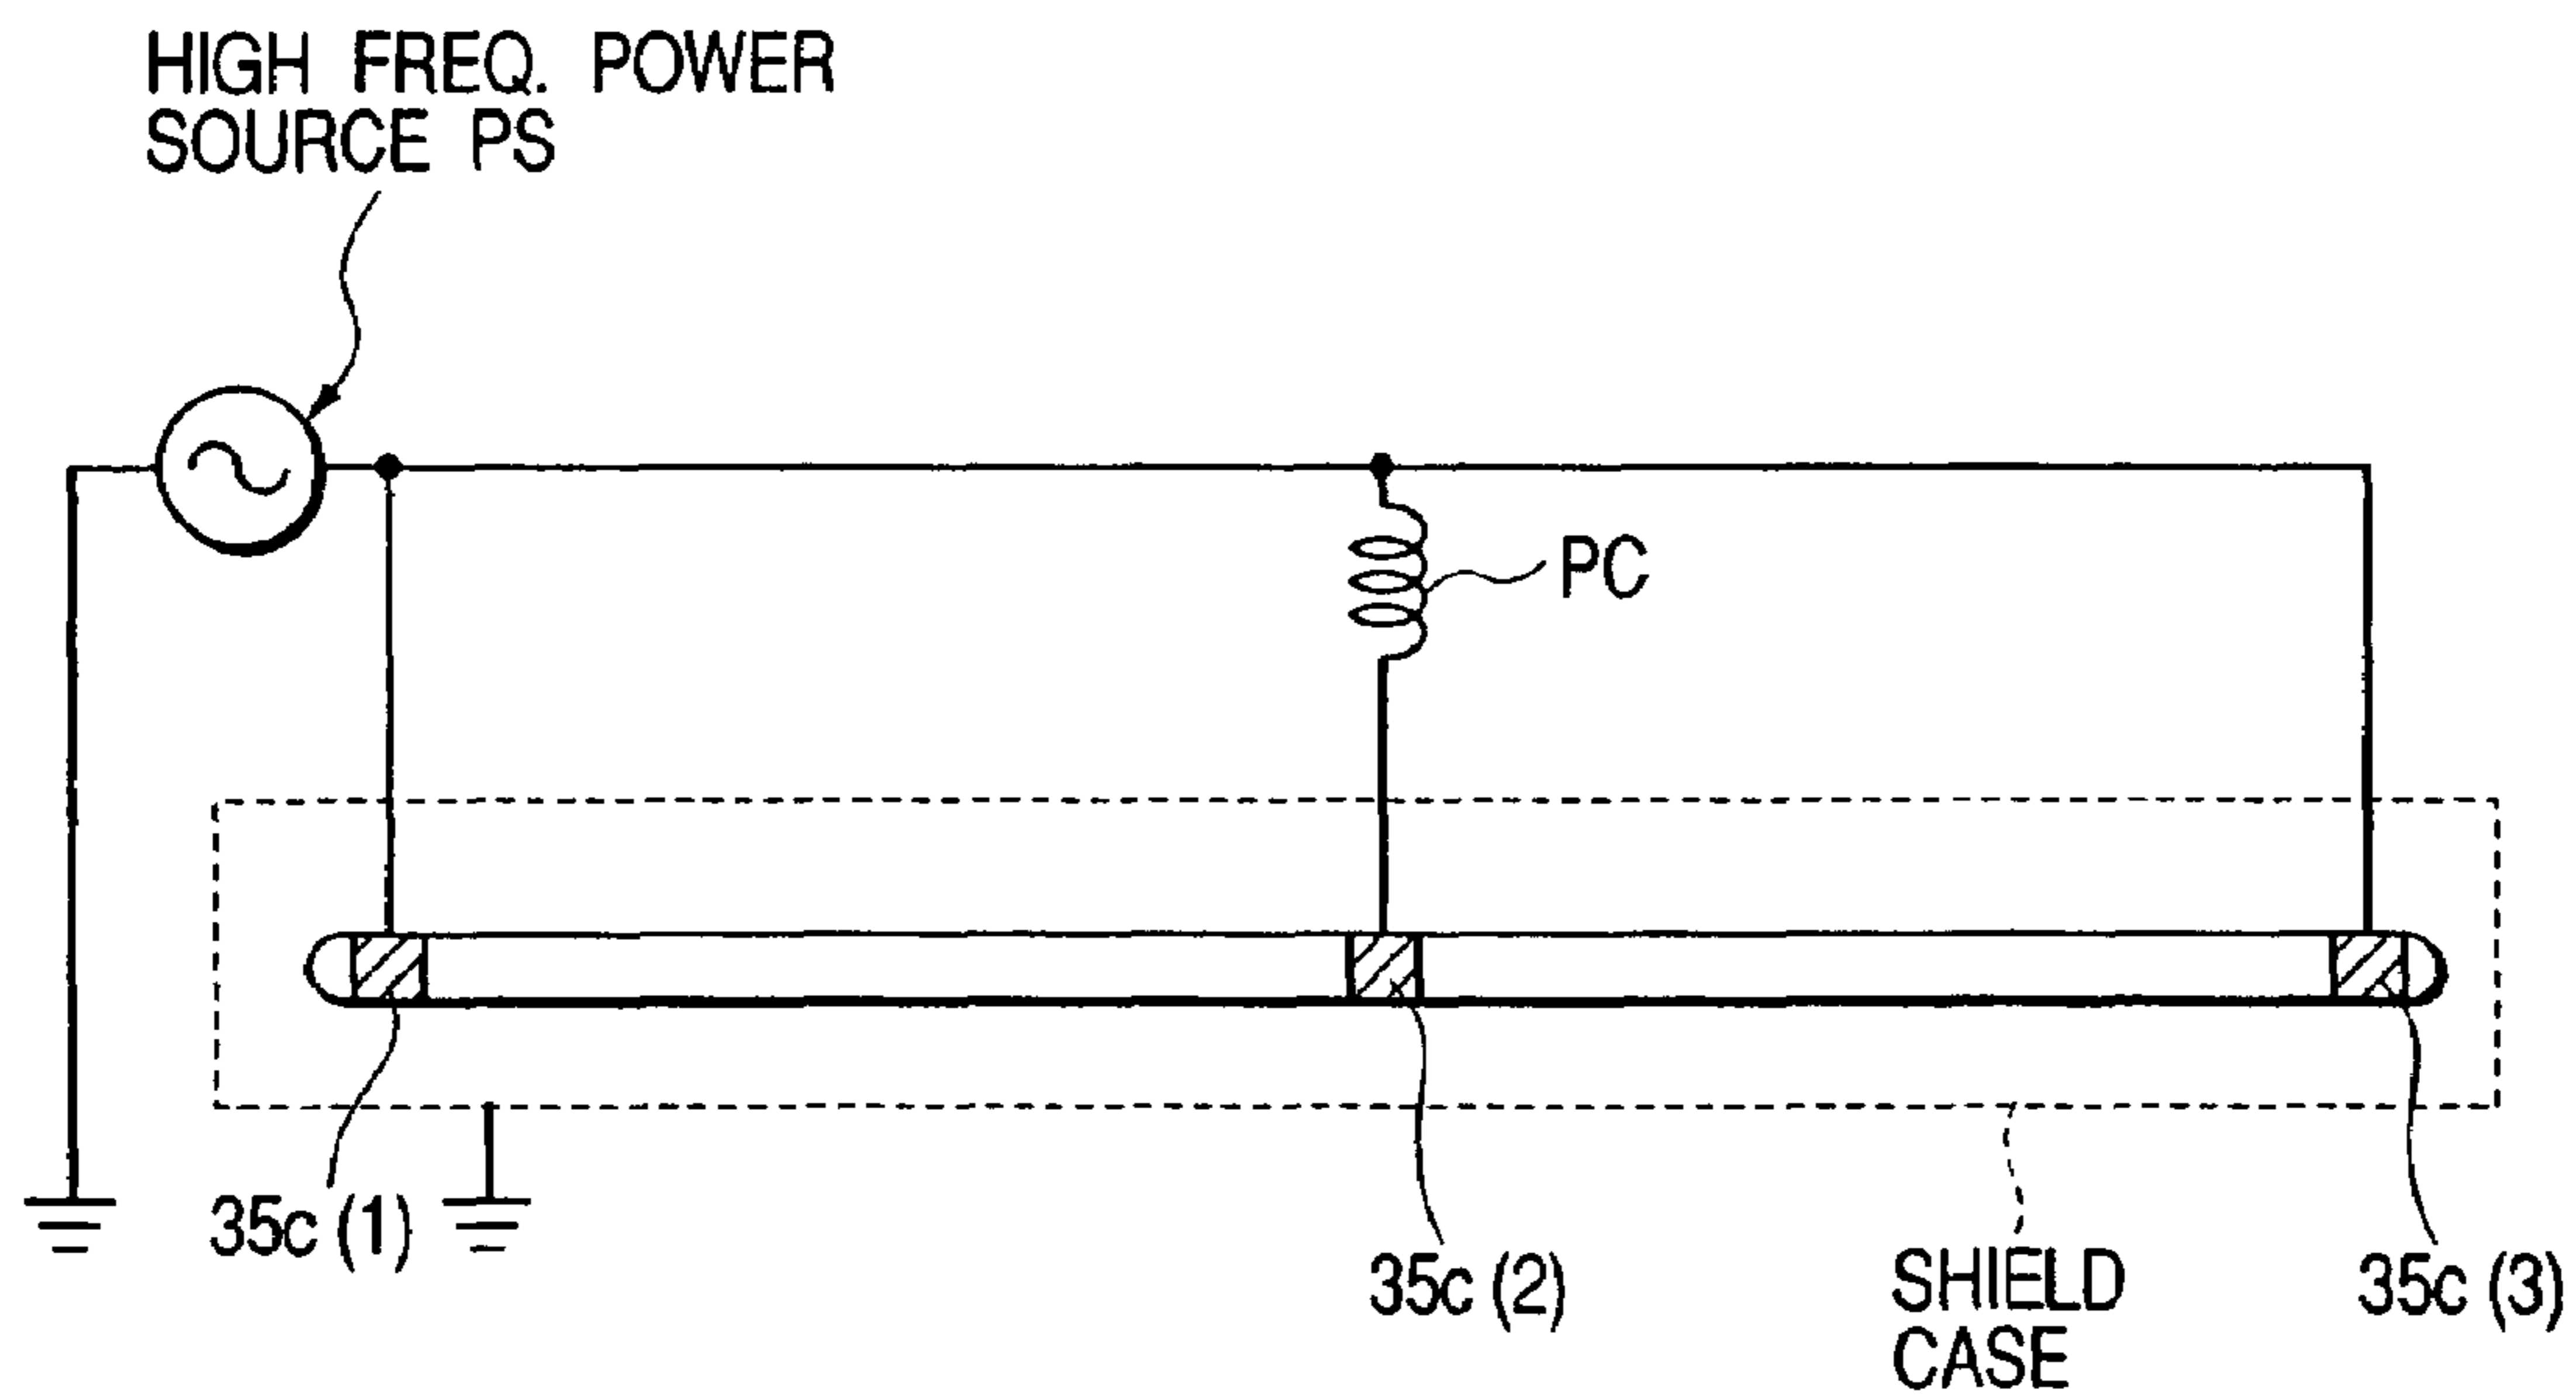 HIGH FREQ. POWER
SOURCE PS
PC
35c (1)
35c (2)
SHIELD
CASE
35c (3)